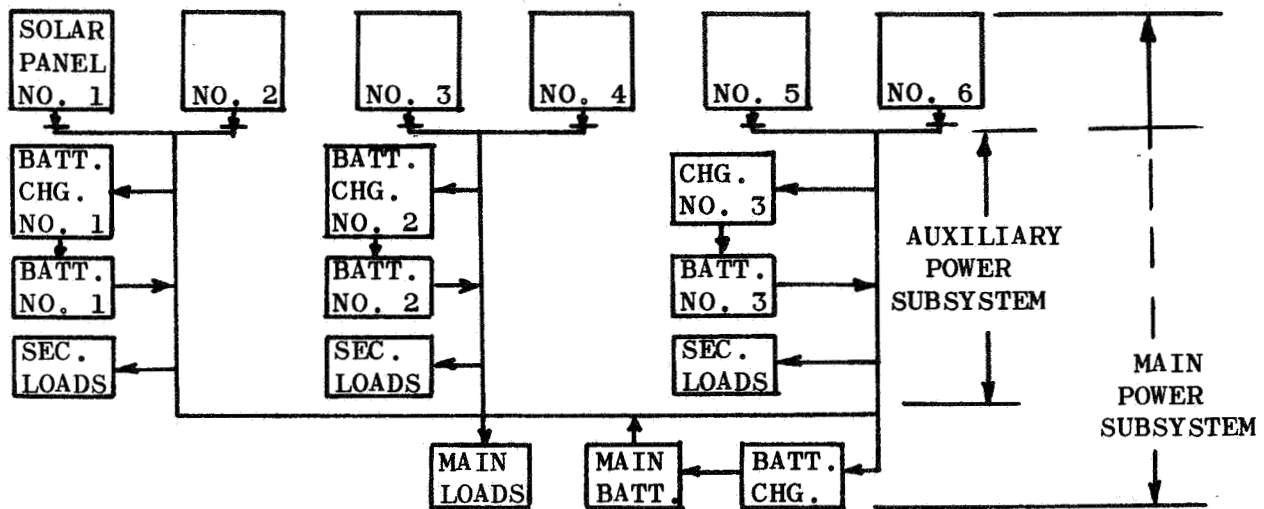 SOLAR
PANEL
NO. 1
NO. 2
NO. 3
NO. 4
NO. 5
NO. 6
BATT.
CHG.
NO. 1
BATT.
CHG.
NO. 2
CHG.
NO. 3
BATT.
NO. 1
BATT.
NO. 2
BATT.
NO. 3
AUXILIARY
POWER
SUBSYSTEM
SEC.
LOADS
SEC.
LOADS
SEC.
LOADS
MAIN
POWER
SUBSYSTEM
MAIN
LOADS
MAIN
BATT.
BATT.
CHG.